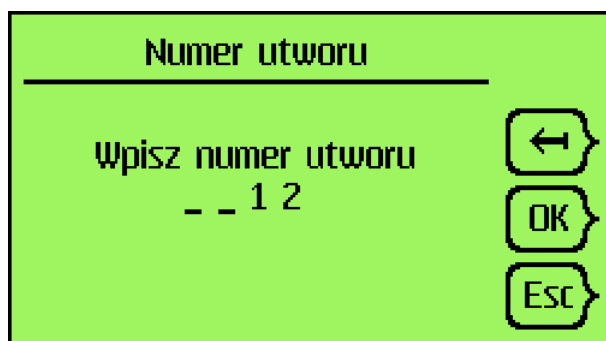 Numer utworu
Wpisz numer utworu
_ _ 1 2
←
OK
Esc